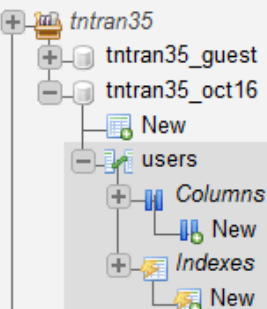 tntran35
tntran35_guest
tntran35_oct16
New
users
Columns
New
Indexes
New